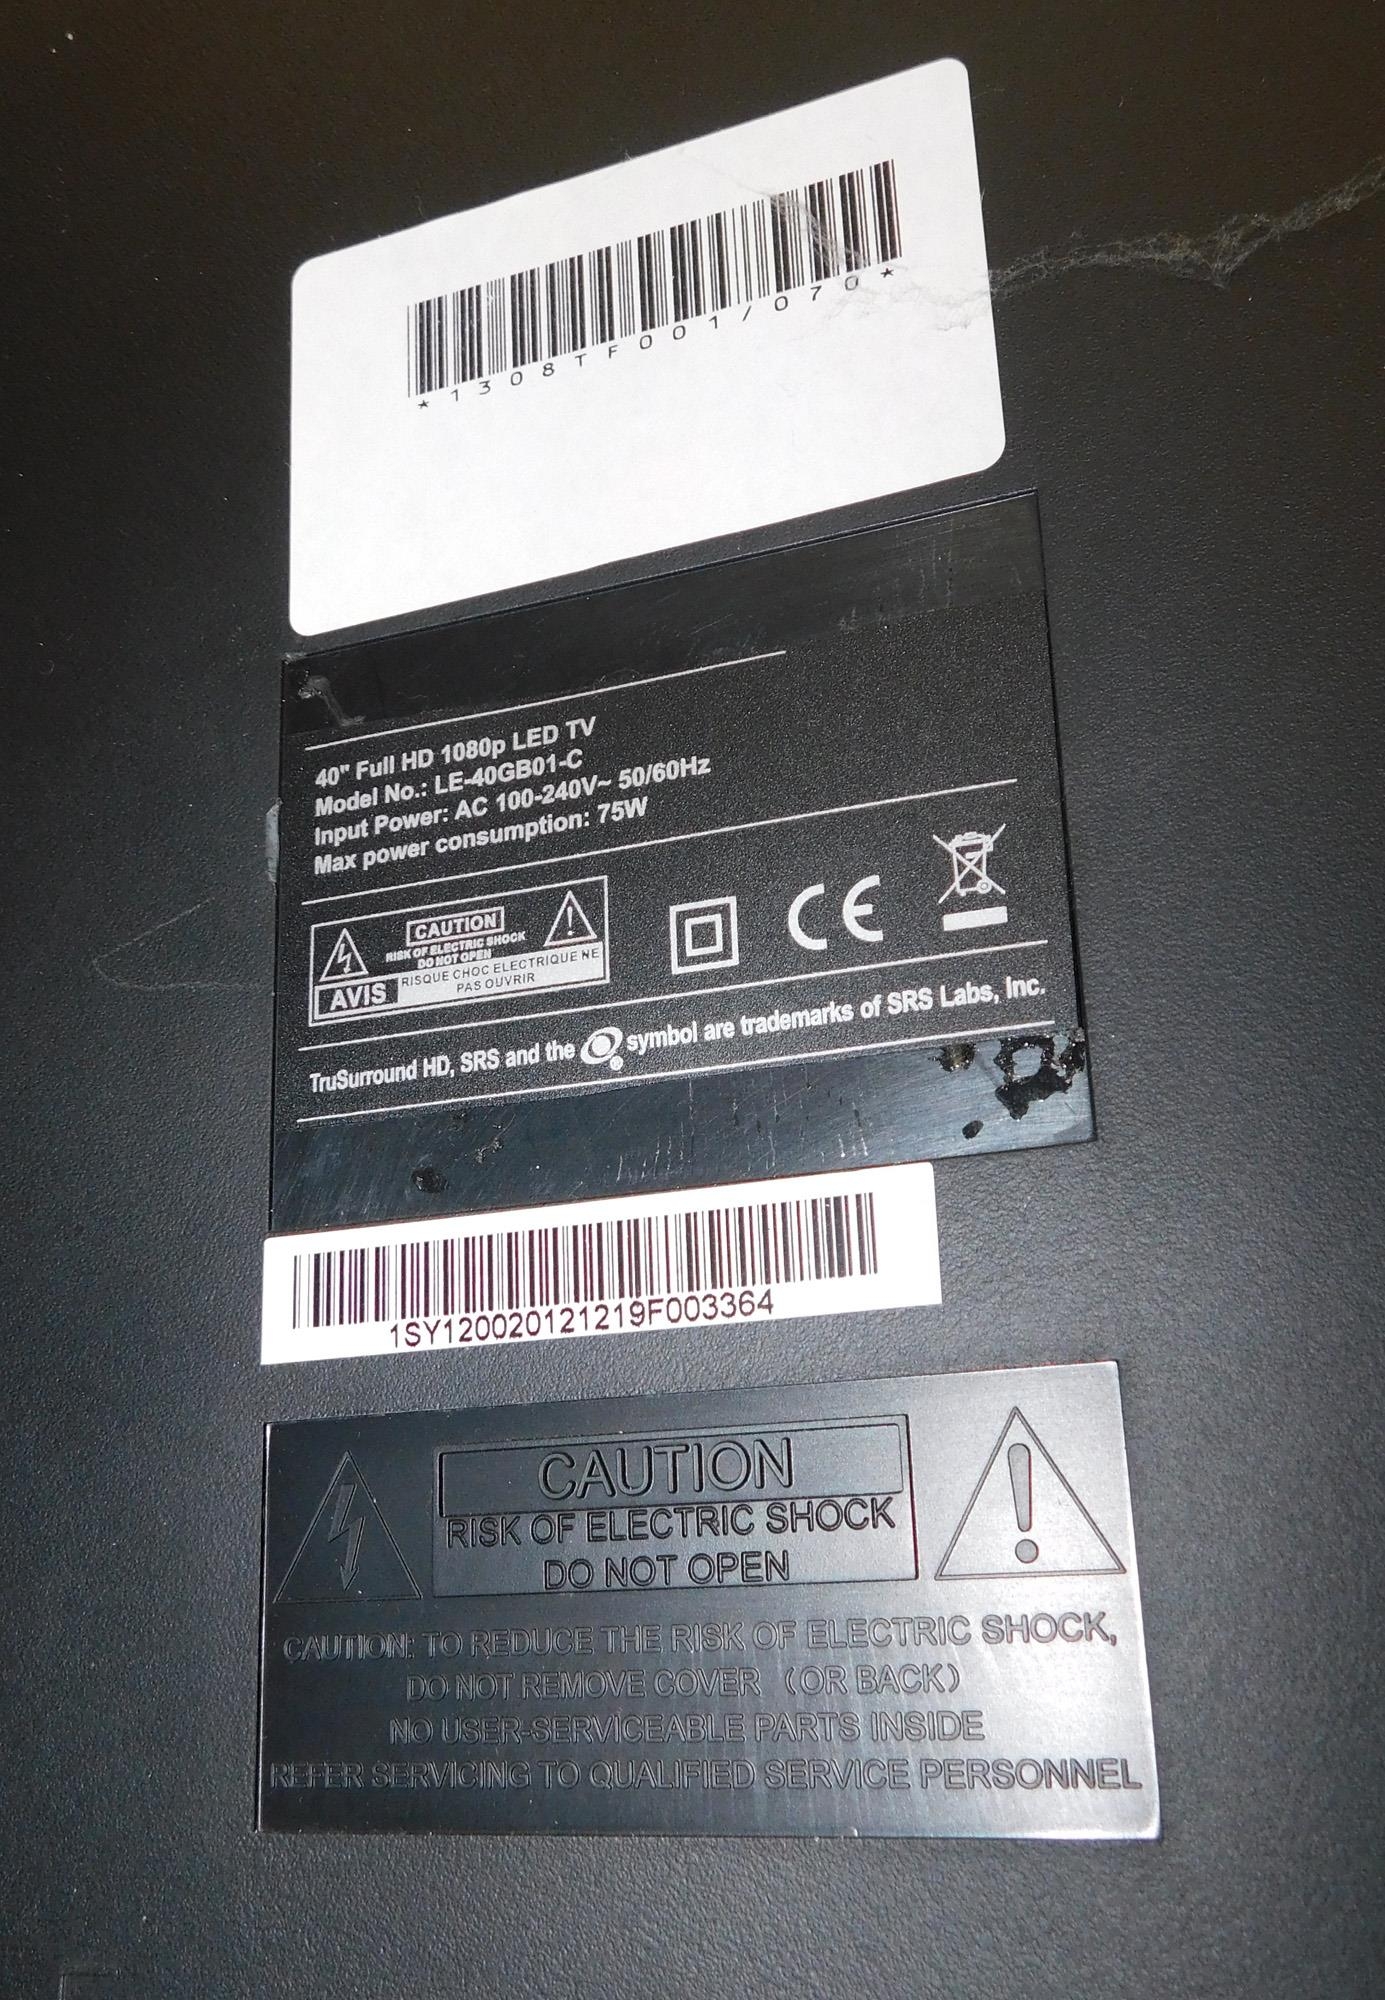 *1308TF001/070*
40" Full HD 1080p LED TV
Model No.: LE-40GB01-C
Input Power: AC 100-240V~ 50/60Hz
Max power consumption: 75W
CAUTION
RISK OF ELECTRIC SHOCK
DO NOT OPEN
AVIS
RISQUE CHOC ELECTRIQUE NE
PAS OUVRIR
CE
TruSurround HD, SRS and the symbol are trademarks of SRS Labs, Inc.
1SY120020121219F003364
CAUTION
RISK OF ELECTRIC SHOCK
DO NOT OPEN
CAUTION: TO REDUCE THE RISK OF ELECTRIC SHOCK,
DO NOT REMOVE COVER (OR BACK)
NO USER-SERVICEABLE PARTS INSIDE
REFER SERVICING TO QUALIFIED SERVICE PERSONNEL